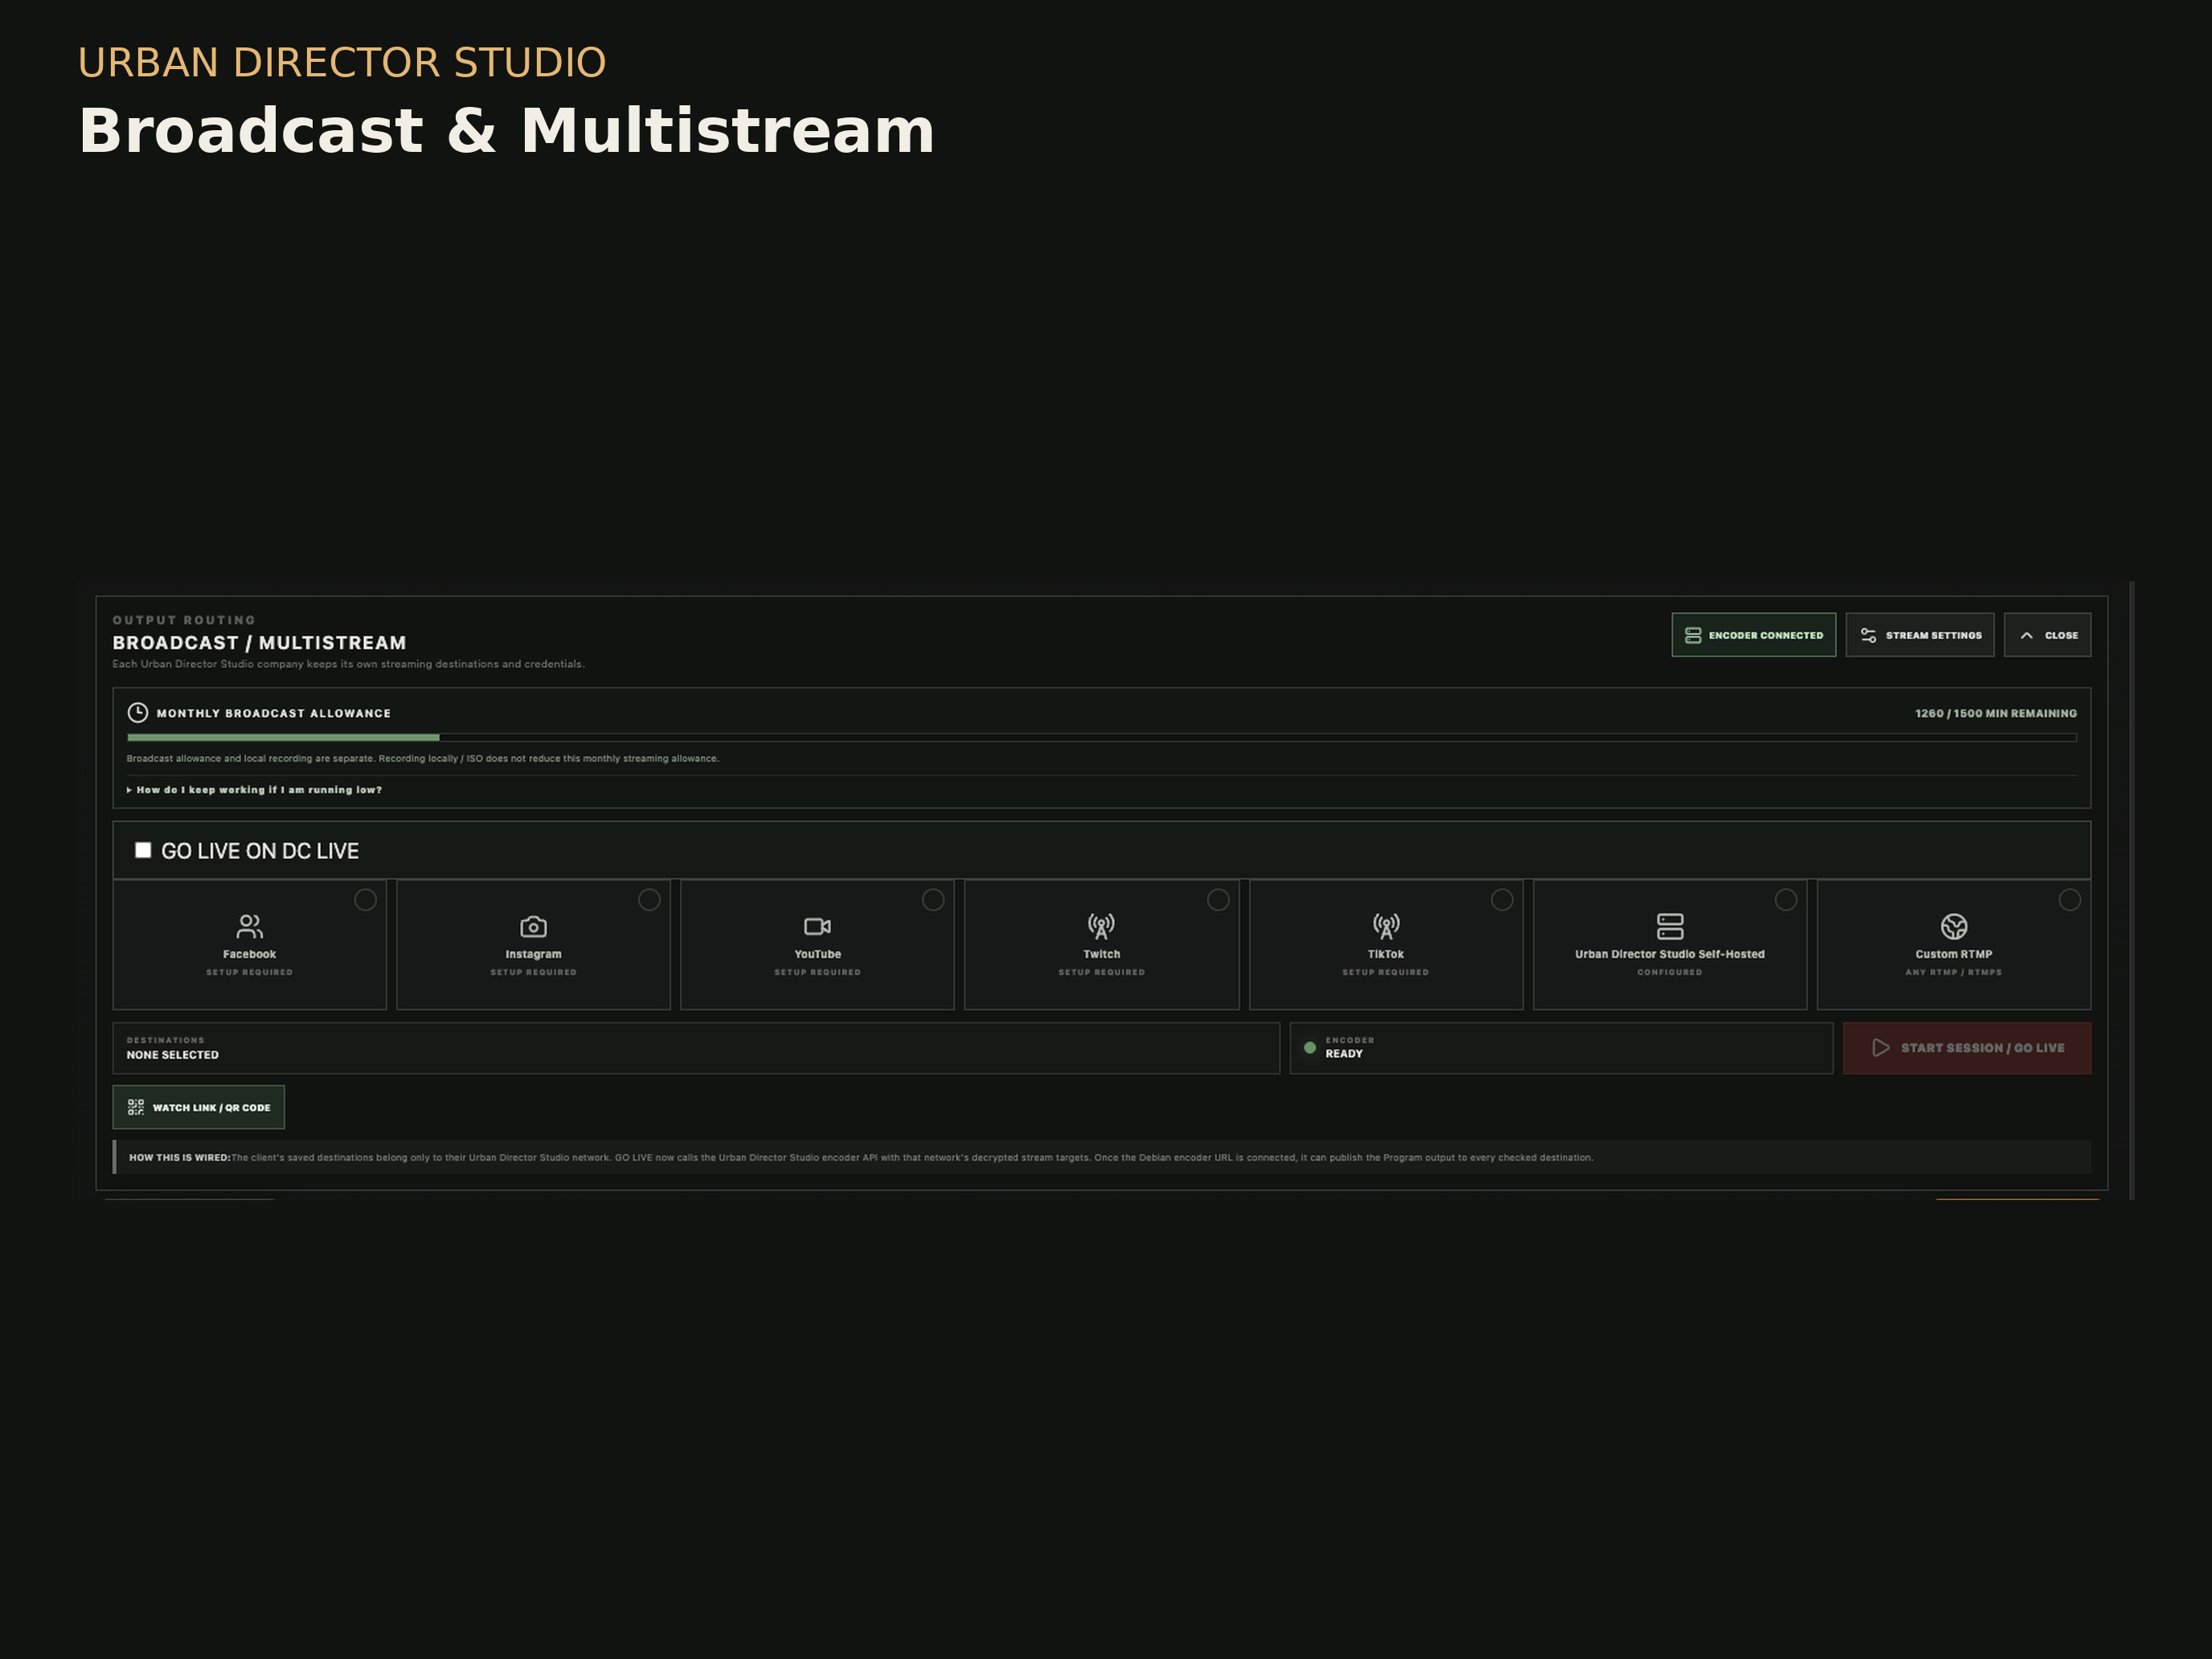 URBAN DIRECTOR STUDIO
Broadcast & Multistream
OUTPUT ROUTING
BROADCAST / MULTISTREAM
Each Urban Director Studio company keeps its own streaming destinations and credentials.
ENCODER CONNECTED
STREAM SETTINGS
CLOSE
MONTHLY BROADCAST ALLOWANCE
1260 / 1500 MIN REMAINING
Broadcast allowance and local recording are separate. Recording locally / ISO does not reduce this monthly streaming allowance.
How do I keep working if I am running low?
GO LIVE ON DC LIVE
Facebook
SETUP REQUIRED
Instagram
SETUP REQUIRED
YouTube
SETUP REQUIRED
Twitch
SETUP REQUIRED
TikTok
SETUP REQUIRED
Urban Director Studio Self-Hosted
CONFIGURED
Custom RTMP
ANY RTMP / RTMPS
DESTINATIONS
NONE SELECTED
ENCODER
READY
START SESSION / GO LIVE
WATCH LINK / QR CODE
HOW THIS IS WIRED:The client's saved destinations belong only to their Urban Director Studio network. GO LIVE now calls the Urban Director Studio encoder API with that network's decrypted stream targets. Once the Debian encoder URL is connected, it can publish the Program output to every checked destination.